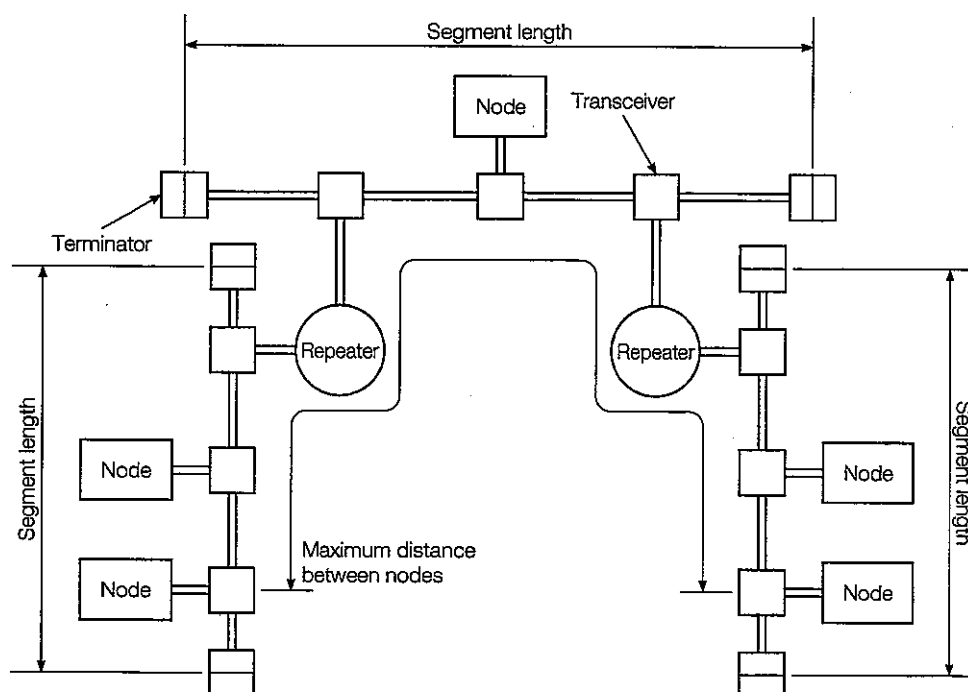 Segment length
Node
Transceiver
Terminator
Repeater
Repeater
Segment length
Segment length
Node
Node
Node
Node
Maximum distance
between nodes